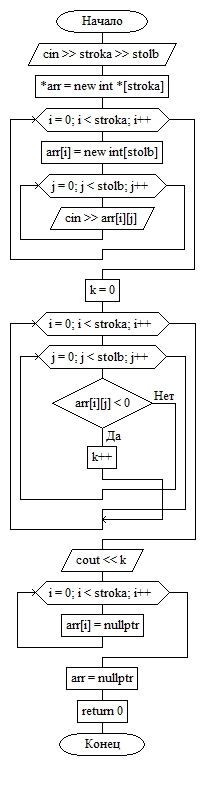 Начало
cin >> stroka >> stolb
*arr = new int *[stroka]
i = 0; i < stroka; i++
arr[i] = new int[stolb]
j = 0; j < stolb; j++
cin >> arr[i][j]
k = 0
i = 0; i < stroka; i++
j = 0; j < stolb; j++
arr[i][j] < 0
Нет
Да
k++
cout << k
i = 0; i < stroka; i++
arr[i] = nullptr
arr = nullptr
return 0
Конец